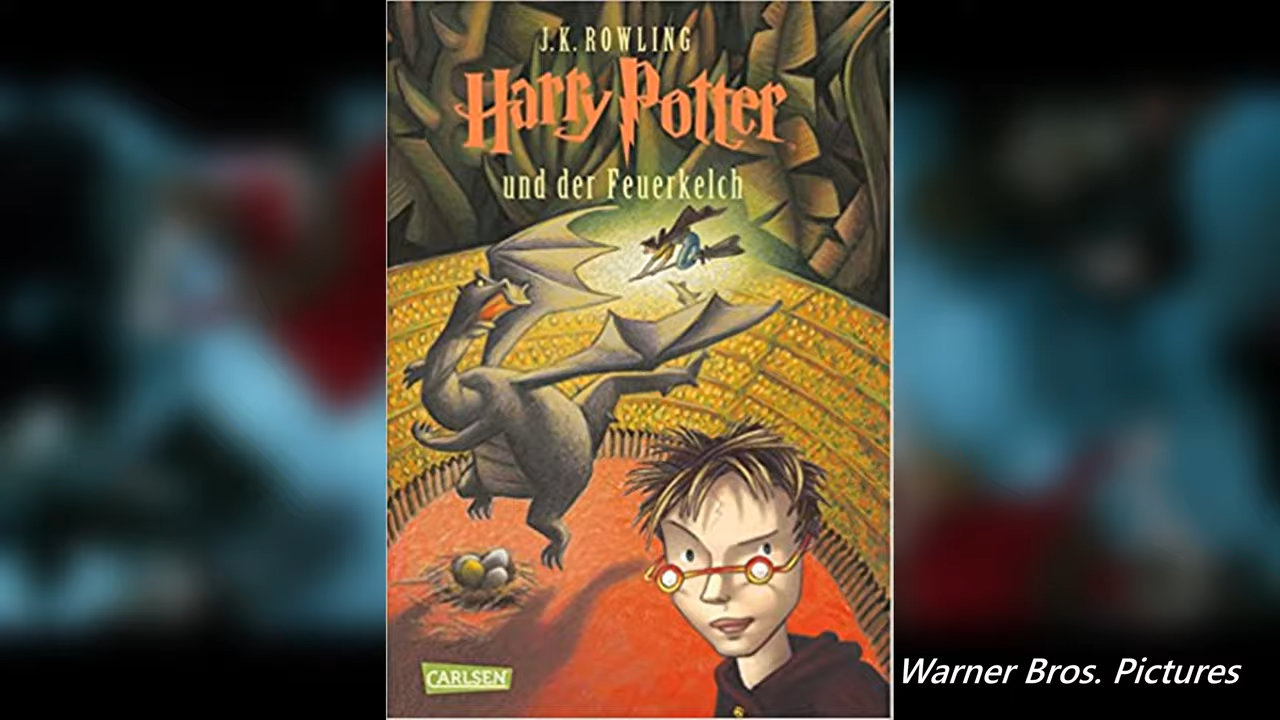 J.K. ROWLING
Harry Potter
und der Feuerkelch
CARLSEN
Warner Bros. Pictures